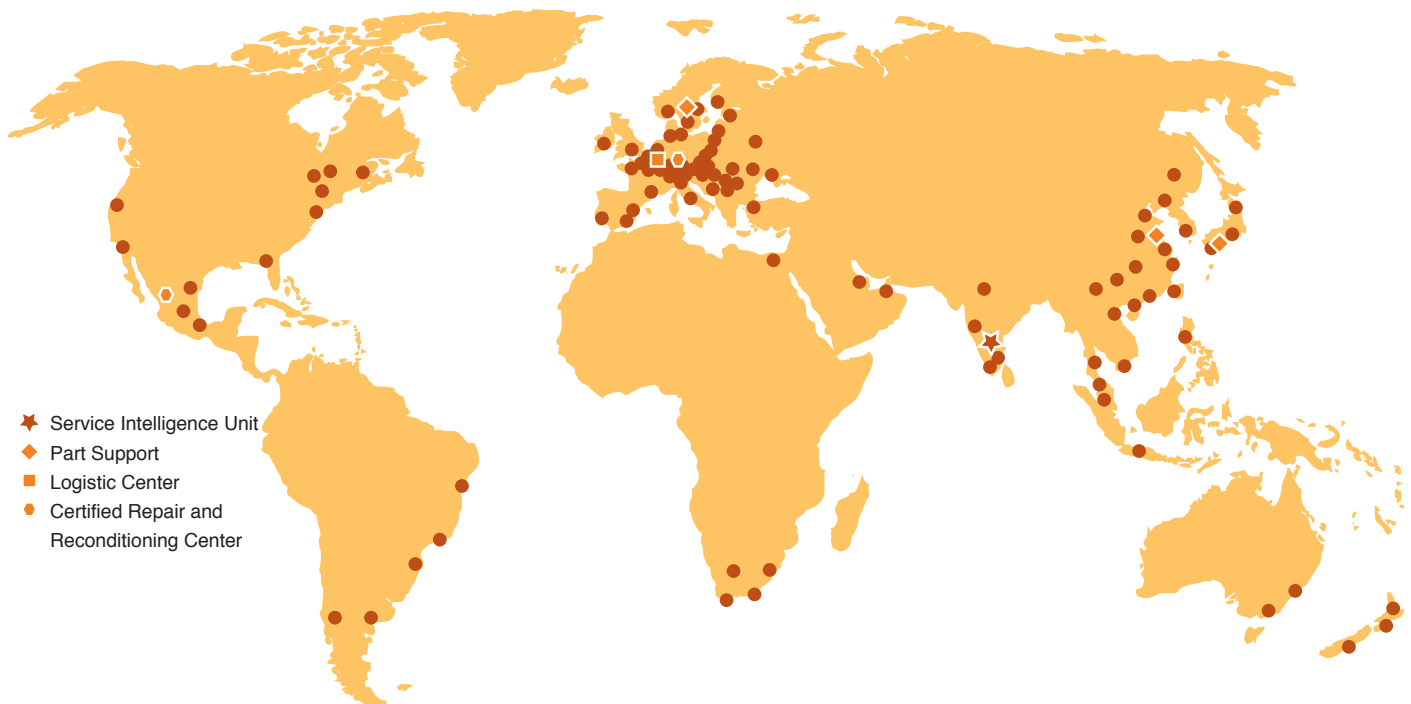 Service Intelligence Unit
Part Support
Logistic Center
Certified Repair and
Reconditioning Center